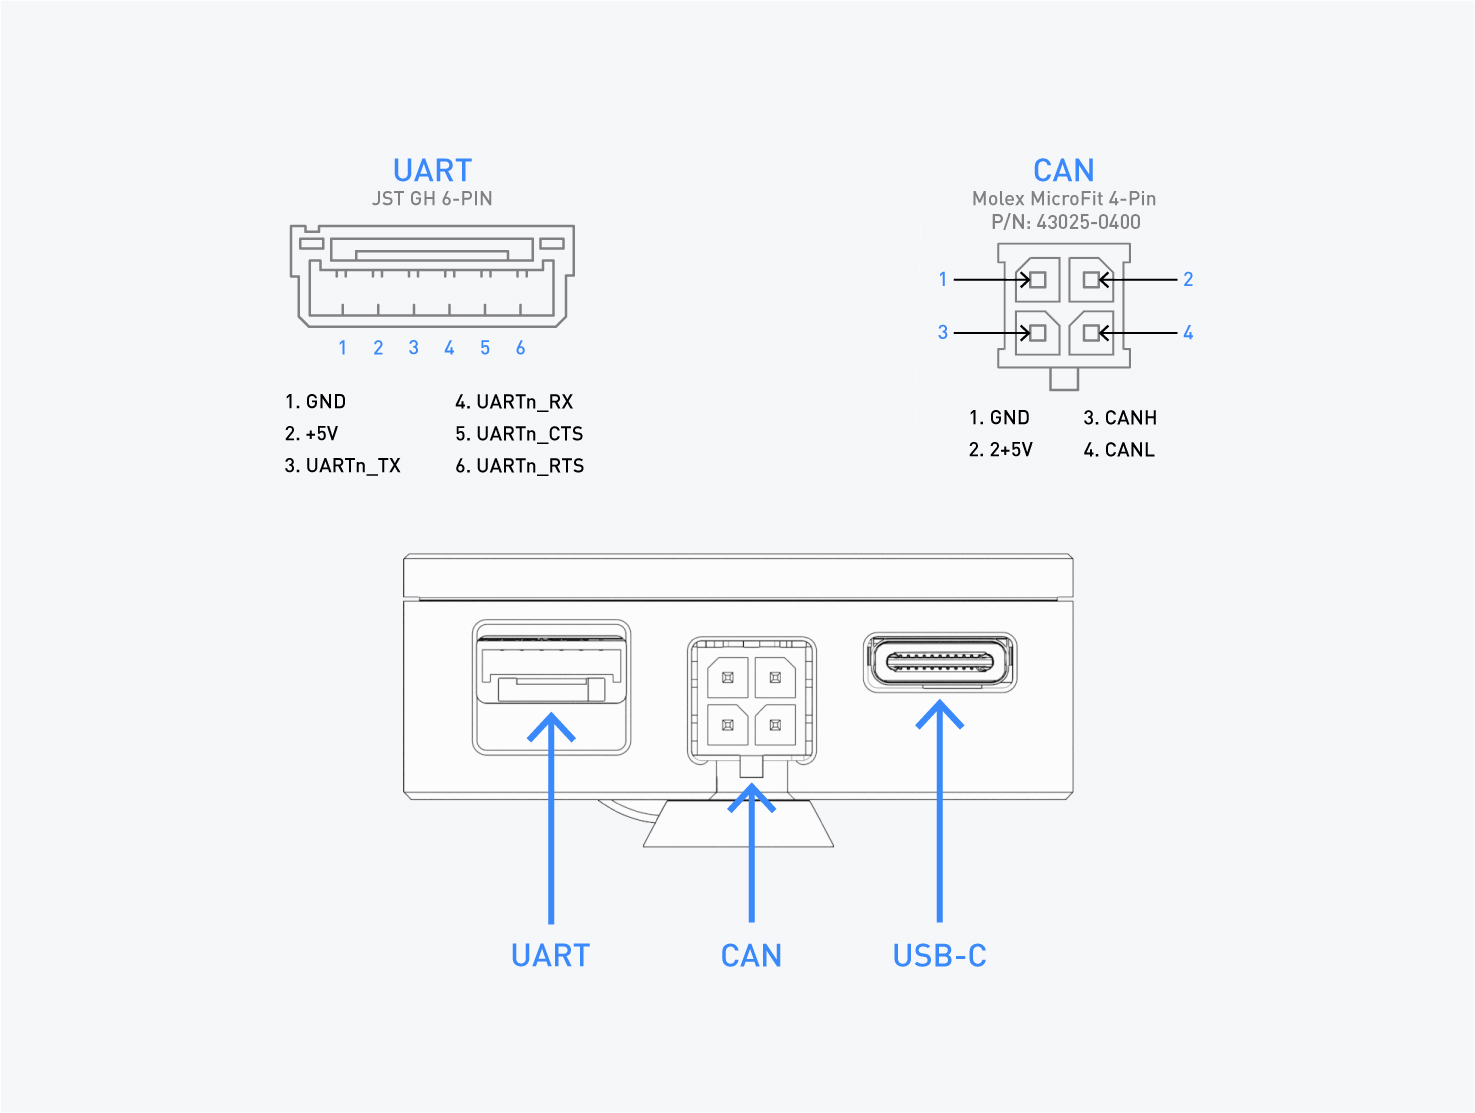 UART
JST GH 6-PIN
1 2 3 4 5 6
1. GND
2. +5V
3. UARTn_TX
4. UARTn_RX
5. UARTn_CTS
6. UARTn_RTS
CAN
Molex MicroFit 4-Pin
P/N: 43025-0400
1 2
3 4
1. GND
2. 2+5V
3. CANH
4. CANL
UART
CAN
USB-C